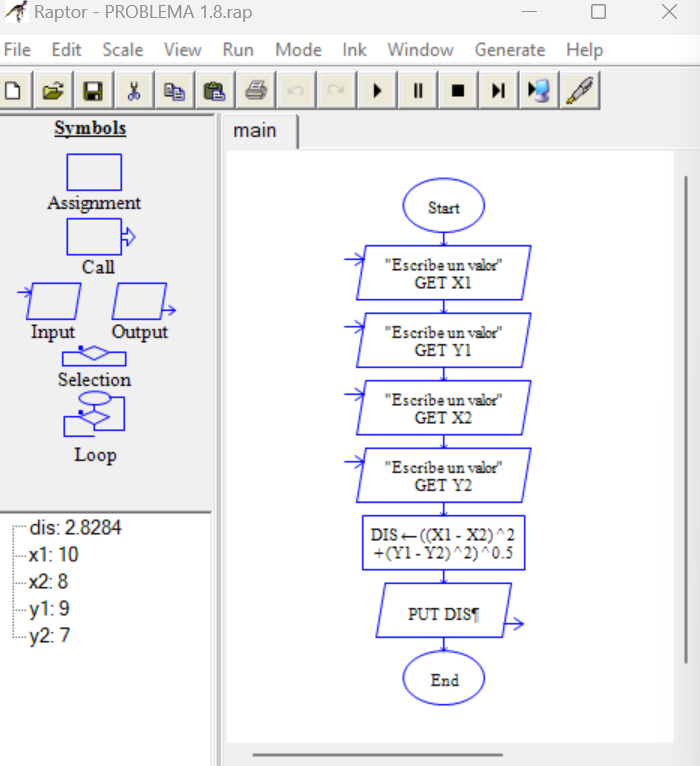 Raptor - PROBLEMA 1.8.rap
File Edit Scale View Run Mode Ink Window Generate Help
Symbols
Assignment
Call
Input Output
Selection
Loop
dis: 2.8284
x1: 10
x2: 8
y1: 9
y2: 7
main
Start
"Escribe un valor"
GET X1
"Escribe un valor"
GET Y1
"Escribe un valor"
GET X2
"Escribe un valor"
GET Y2
DIS ← ((X1 - X2)^2
+(Y1 - Y2)^2)^0.5
PUT DIS¶
End